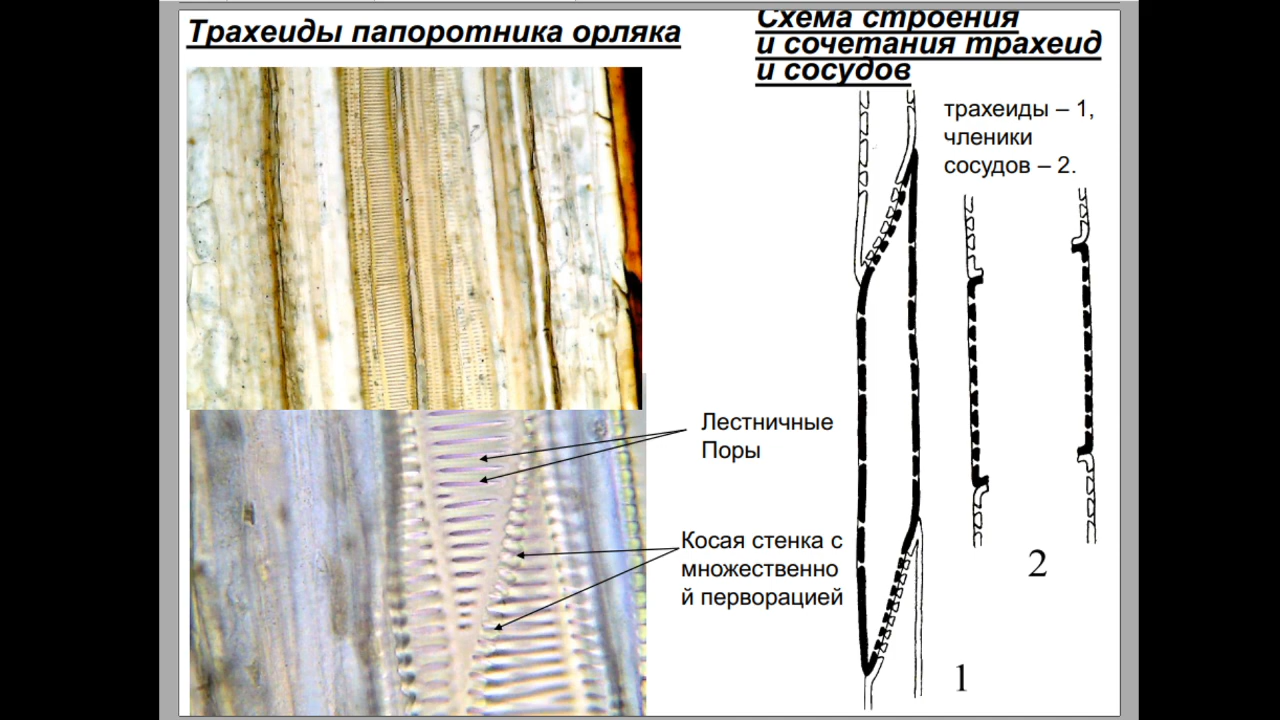 Трахеиды папоротника орляка
Схема строения
и сочетания трахеид
и сосудов
трахеиды – 1,
членики
сосудов – 2.
Лестничные
Поры
Косая стенка с
множественно
й перворацией
2
1